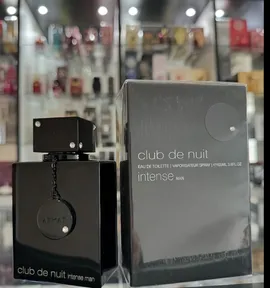 club de nuit
EAU DE TOILETTE / VAPORISATEUR SPRAY /
intense man
club de nuit intense man